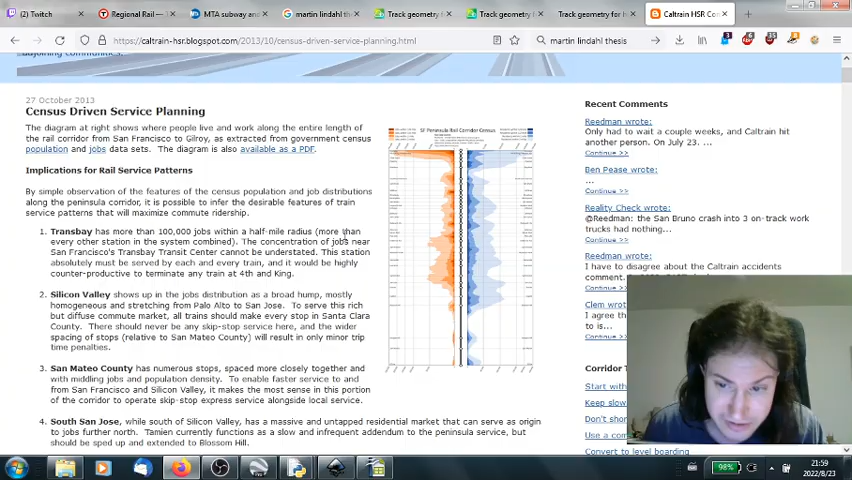 Twitch
Regional Rail —
MTA subway and
martin lindahl th
Track geometry f
Track geometry f
Track geometry for h
Caltrain HSR Co
https://caltrain-hsr.blogspot.com/2013/10/census-driven-service-planning.html
martin lindahl thesis
adjoining communities.
27 October 2013
Census Driven Service Planning
The diagram at right shows where people live and work along the entire length of
the rail corridor from San Francisco to Gilroy, as extracted from government census
population and jobs data sets. The diagram is also available as a PDF.
Implications for Rail Service Patterns
By simple observation of the features of the census population and job distributions
along the peninsula corridor, it is possible to infer the desirable features of train
service patterns that will maximize commute ridership.
1. Transbay has more than 100,000 jobs within a half-mile radius (more than
every other station in the system combined). The concentration of jobs near
San Francisco's Transbay Transit Center cannot be understated. This station
absolutely must be served by each and every train, and it would be highly
counter-productive to terminate any train at 4th and King.
2. Silicon Valley shows up in the jobs distribution as a broad hump, mostly
homogeneous and stretching from Palo Alto to San Jose. To serve this rich
but diffuse commute market, all trains should make every stop in Santa Clara
County. There should never be any skip-stop service here, and the wider
spacing of stops (relative to San Mateo County) will result in only minor trip
time penalties.
3. San Mateo County has numerous stops, spaced more closely together and
with middling jobs and population density. To enable faster service to and
from San Francisco and Silicon Valley, it makes the most sense in this portion
of the corridor to operate skip-stop express service alongside local service.
4. South San Jose, while south of Silicon Valley, has a massive and untapped residential market that can serve as origin
to jobs further north. Tamien currently functions as a slow and infrequent addendum to the peninsula service, but
should be sped up and extended to Blossom Hill.
SF Peninsula Rail Corridor Census
Recent Comments
Reedman wrote:
Only had to wait a couple weeks, and Caltrain hit
another person. On July 23. ...
Continue >>
Ben Pease wrote:
...
Continue >>
Reality Check wrote:
@Reedman: the San Bruno crash into 3 on-track work
trucks had nothing...
Continue >>
Reedman wrote:
I have to disagree about the Caltrain accidents
comment.
Continue
Clem wrote
I agree
to is...
Continue
Corridor
Start with
Keep slow
Don't shor
Use a com
Convert to level boarding
98%
21:59
2022/8/23